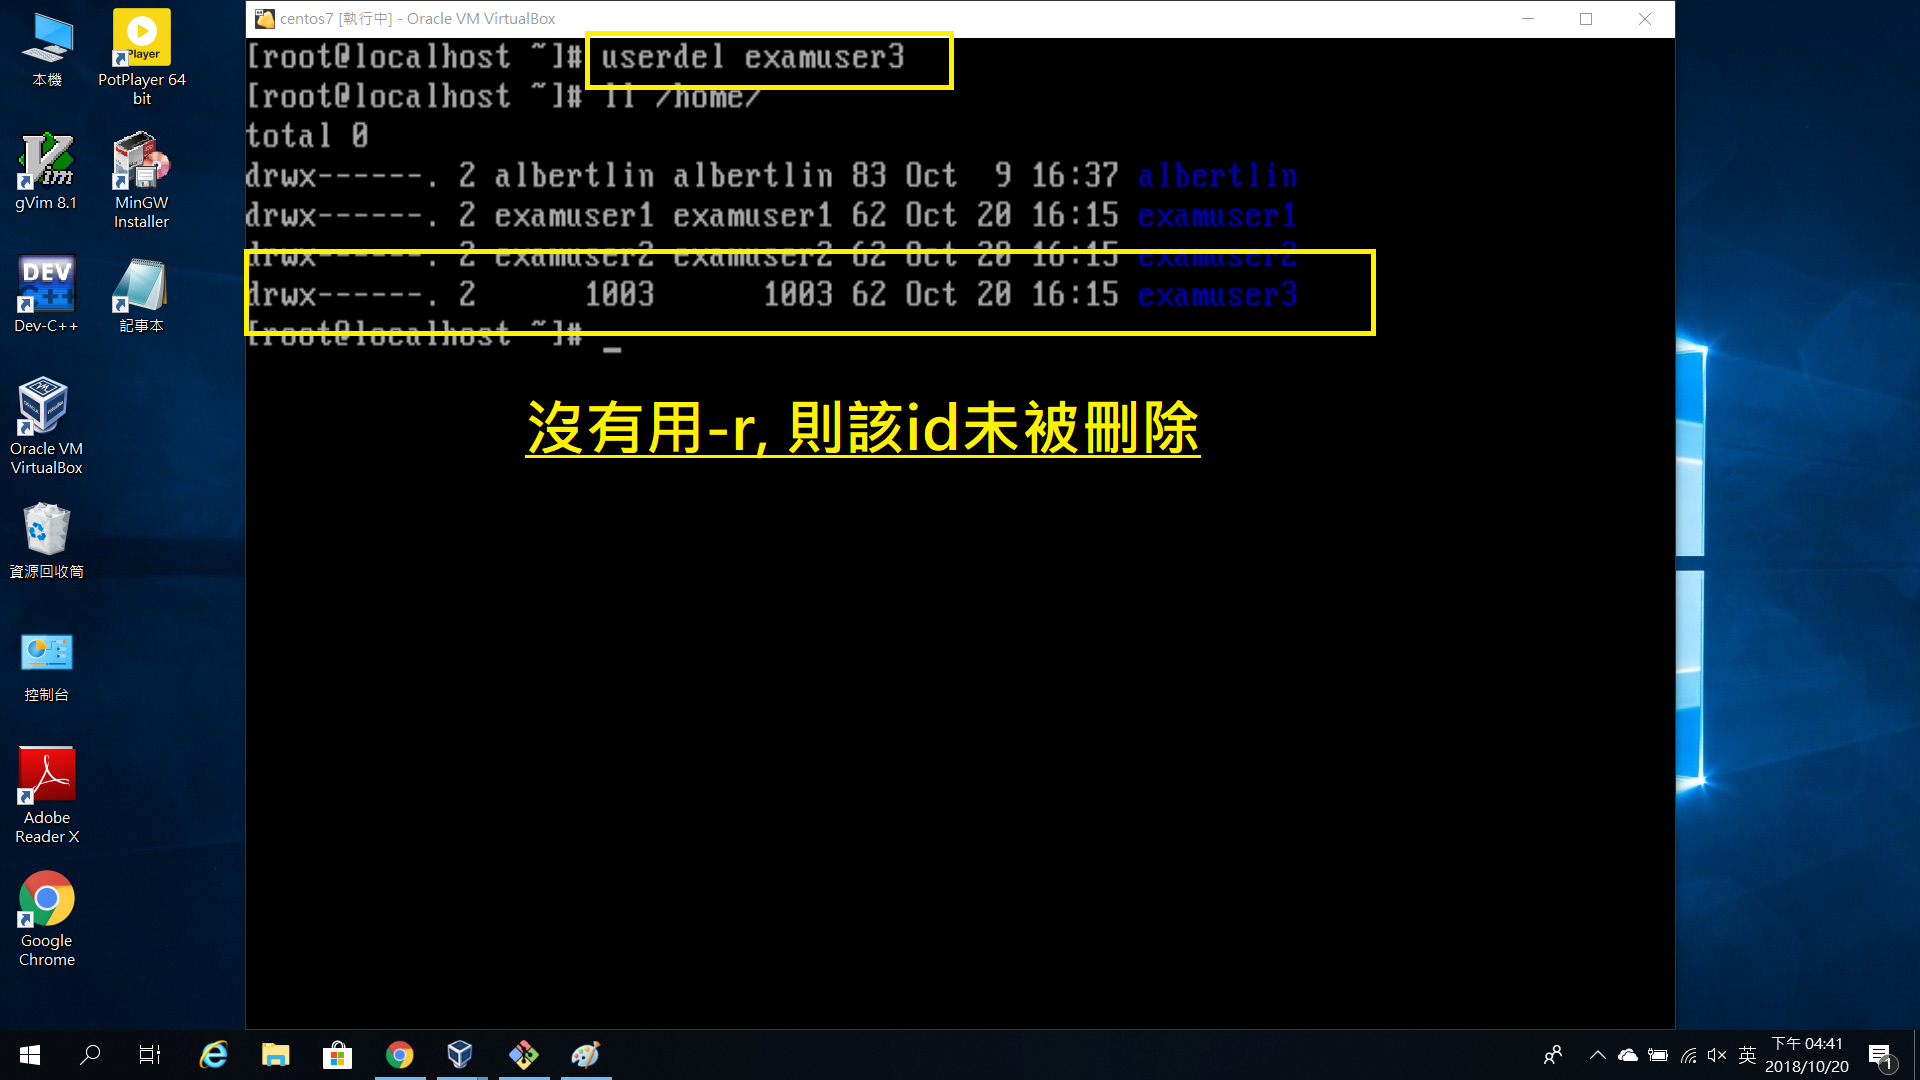 centos7 [執行中] - Oracle VM VirtualBox
[root@localhost ~]# userdel examuser3
[root@localhost ~]# ll /home/
total 0
drwx------. 2 albertlin albertlin 83 Oct  9 16:37 albertlin
drwx------. 2 examuser1 examuser1 62 Oct 20 16:15 examuser1
drwx------. 2 examuser2 examuser2 62 Oct 20 16:15 examuser2
drwx------. 2      1003      1003 62 Oct 20 16:15 examuser3
[root@localhost ~]# _
沒有用-r, 則該id未被刪除
本機
PotPlayer 64
bit
Player
gVim 8.1
MinGW
Installer
DEV
C++
Dev-C++
記事本
Oracle VM
VirtualBox
資源回收筒
控制台
Adobe
Reader X
Google
Chrome
英
下午 04:41
2018/10/20
1